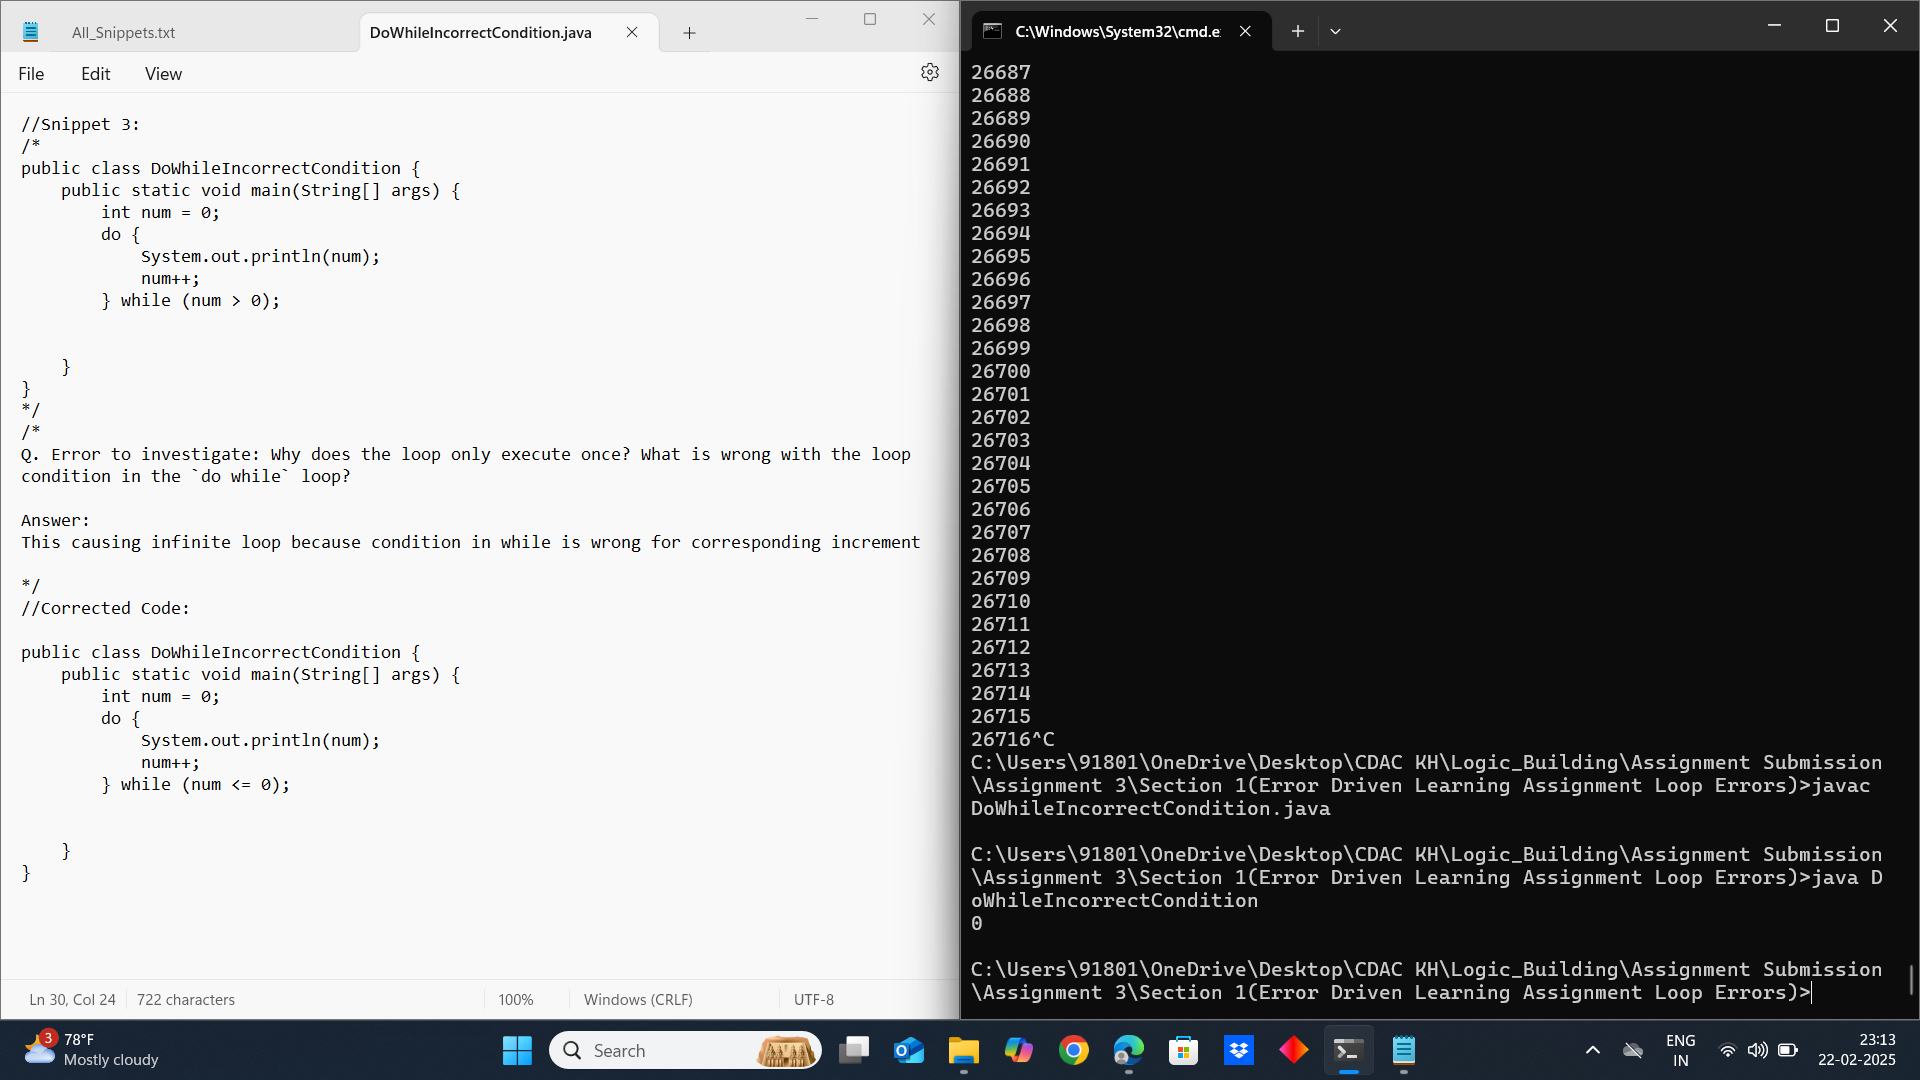 All_Snippets.txt
DoWhileIncorrectCondition.java
File Edit View
//Snippet 3:
/*
public class DoWhileIncorrectCondition {
    public static void main(String[] args) {
        int num = 0;
        do {
            System.out.println(num);
            num++;
        } while (num > 0);
    }
}
*/
/*
Q. Error to investigate: Why does the loop only execute once? What is wrong with the loop
condition in the `do while` loop?
Answer:
This causing infinite loop because condition in while is wrong for corresponding increment
*/
//Corrected Code:
public class DoWhileIncorrectCondition {
    public static void main(String[] args) {
        int num = 0;
        do {
            System.out.println(num);
            num++;
        } while (num <= 0);
    }
}
Ln 30, Col 24 722 characters 100% Windows (CRLF) UTF-8
C:\Windows\System32\cmd.e
26687
26688
26689
26690
26691
26692
26693
26694
26695
26696
26697
26698
26699
26700
26701
26702
26703
26704
26705
26706
26707
26708
26709
26710
26711
26712
26713
26714
26715
26716^C
C:\Users\91801\OneDrive\Desktop\CDAC KH\Logic_Building\Assignment Submission
\Assignment 3\Section 1(Error Driven Learning Assignment Loop Errors)>javac
DoWhileIncorrectCondition.java
C:\Users\91801\OneDrive\Desktop\CDAC KH\Logic_Building\Assignment Submission
\Assignment 3\Section 1(Error Driven Learning Assignment Loop Errors)>java D
oWhileIncorrectCondition
0
C:\Users\91801\OneDrive\Desktop\CDAC KH\Logic_Building\Assignment Submission
\Assignment 3\Section 1(Error Driven Learning Assignment Loop Errors)>
3
78°F
Mostly cloudy
Search
ENG
IN
23:13
22-02-2025